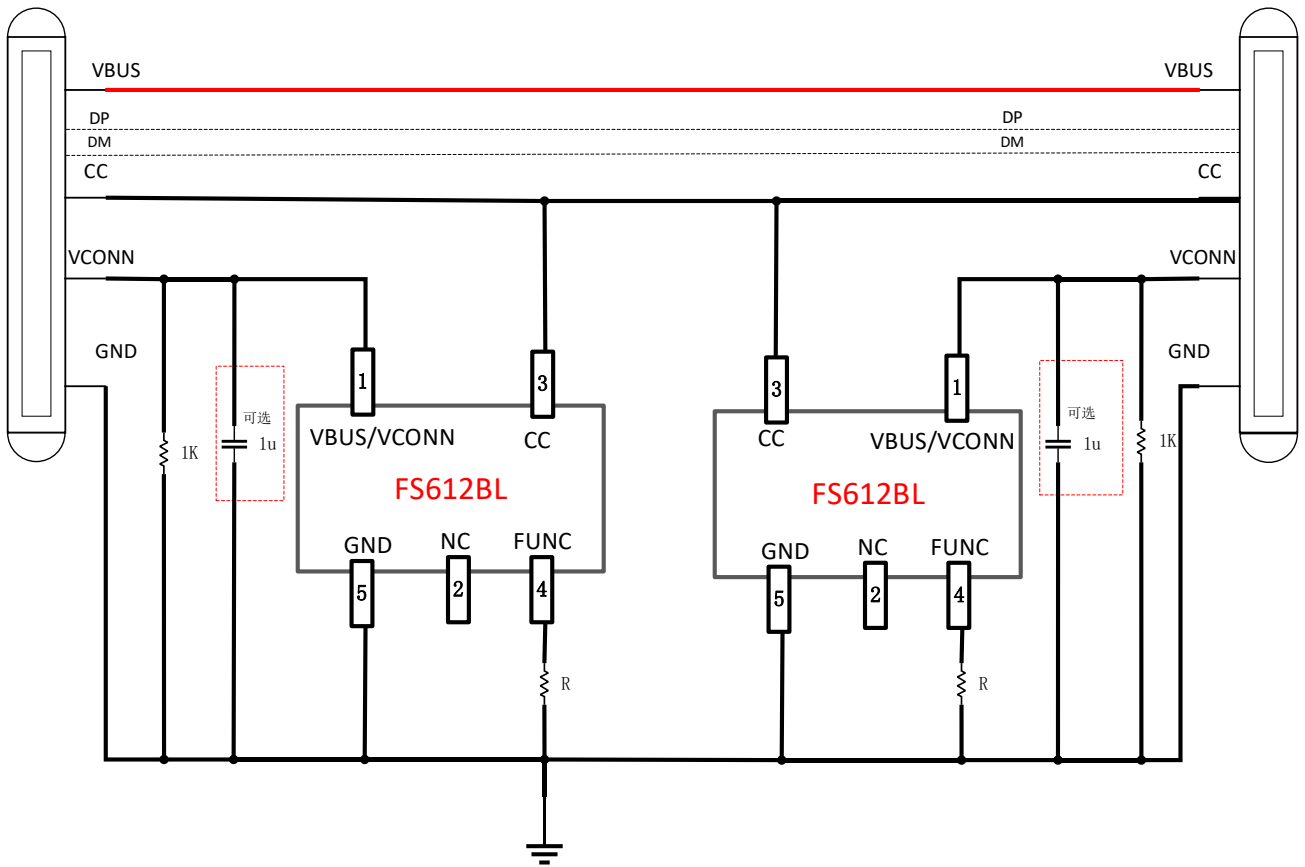 VBUS VBUS
DP DP
DM DM
CC CC
VCONN VCONN
GND GND
1 3 3 1
可选 可选
1K 1u 1u 1K
VBUS/VCONN CC CC VBUS/VCONN
FS612BL FS612BL
GND NC FUNC GND NC FUNC
5 2 4 5 2 4
R R